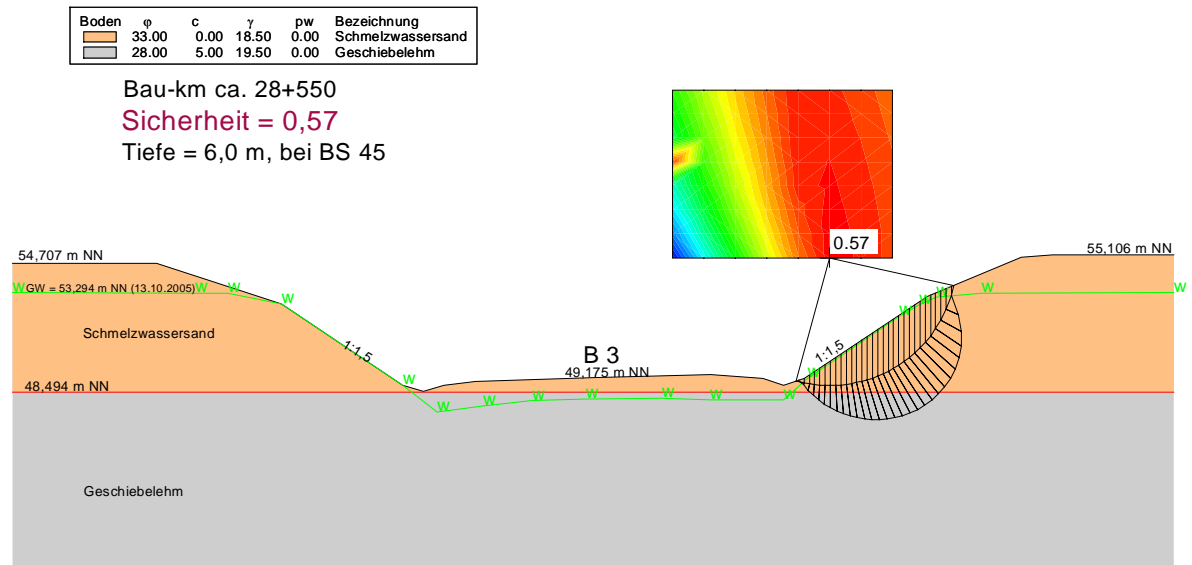 Boden φ c γ pw Bezeichnung
33.00 0.00 18.50 0.00 Schmelzwassersand
28.00 5.00 19.50 0.00 Geschiebelehm
Bau-km ca. 28+550
Sicherheit = 0,57
Tiefe = 6,0 m, bei BS 45
0.57
54,707 m NN
55,106 m NN
W GW = 53,294 m NN (13.10.2005) W W
W W W W W
Schmelzwassersand
1:1,5
1:1,5
B 3
49,175 m NN
48,494 m NN
W W
W W W W W W W
Geschiebelehm